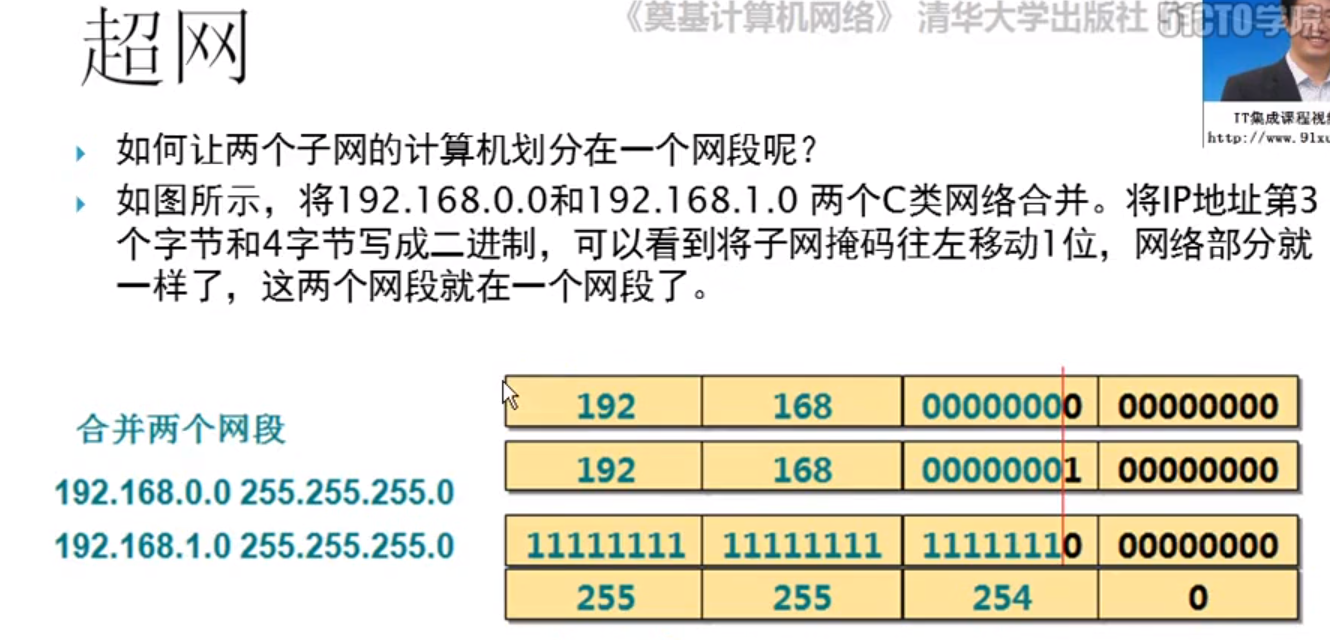 《奠基计算机网络》 清华大学出版社 51CTO学院
超网
IT集成课程视
http://www.91xu
如何让两个子网的计算机划分在一个网段呢？
如图所示，将192.168.0.0和192.168.1.0 两个C类网络合并。将IP地址第3
个字节和4字节写成二进制，可以看到将子网掩码往左移动1位，网络部分就
一样了，这两个网段就在一个网段了。
合并两个网段
192.168.0.0 255.255.255.0
192.168.1.0 255.255.255.0
192 168 00000000 00000000
192 168 00000001 00000000
11111111 11111111 11111110 00000000
255 255 254 0